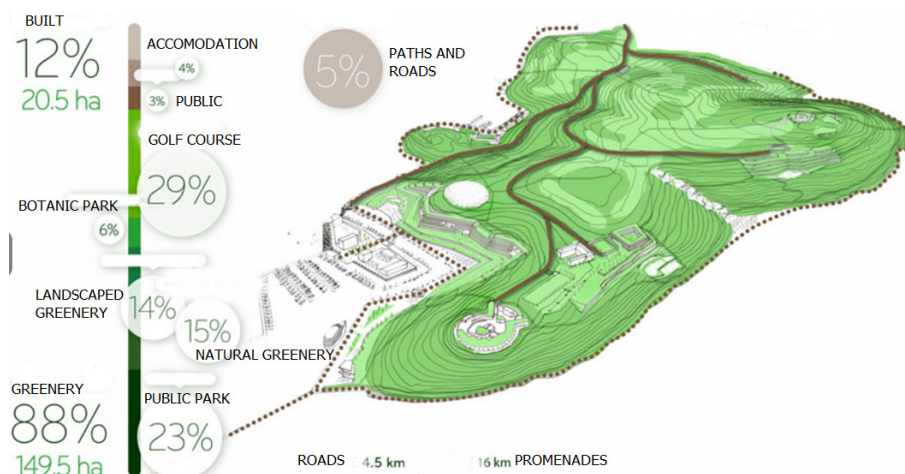 BUILT
12%
20.5 ha
ACCOMODATION
4%
3% PUBLIC
5%
PATHS AND
ROADS
GOLF COURSE
29%
BOTANIC PARK
6%
LANDSCAPED
GREENERY
14%
15%
NATURAL GREENERY
GREENERY
88%
149.5 ha
PUBLIC PARK
23%
ROADS 4.5 km 16 km PROMENADES